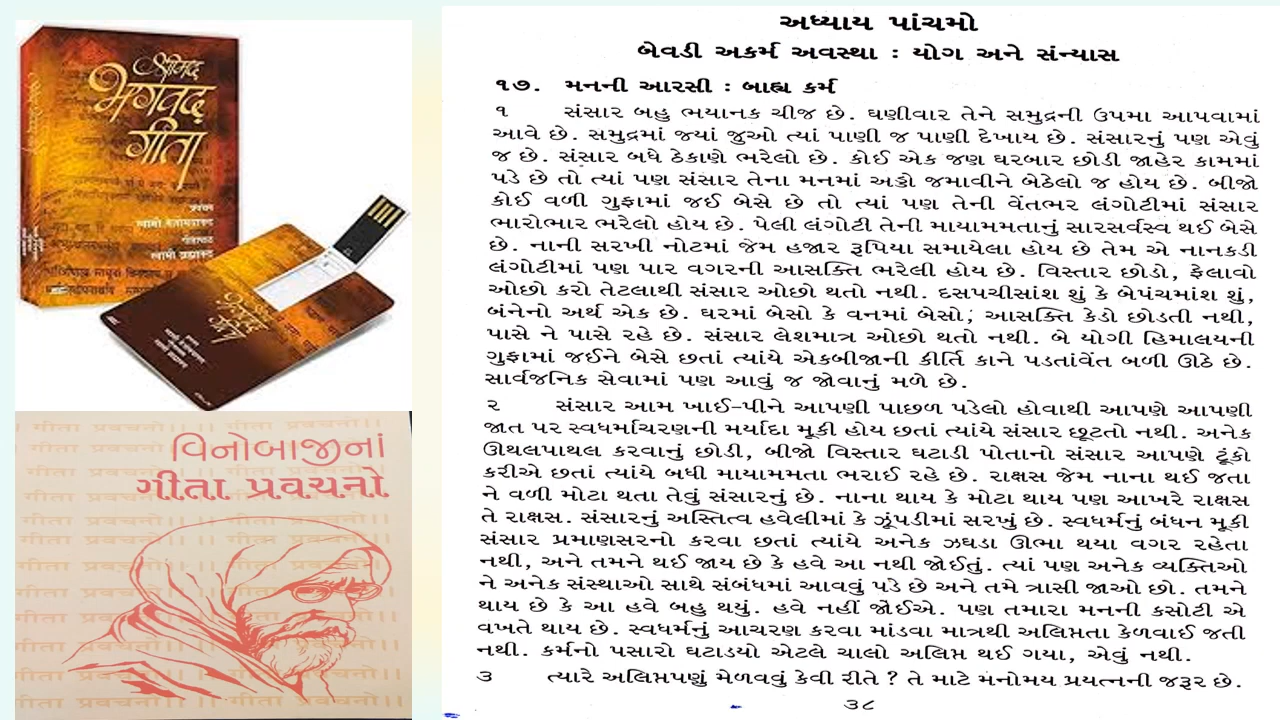 श्रीमद्
भगवद्
गीता
વિનોબાજીનાં
ગીતા પ્રવચનો
અધ્યાય પાંચમો
બેવડી અકર્મ અવસ્થા : યોગ અને સંન્યાસ
૧૭. મનની આરસી : બાહ્ય કર્મ
૧ સંસાર બહુ ભયાનક ચીજ છે. ઘણીવાર તેને સમુદ્રની ઉપમા આપવામાં
આવે છે. સમુદ્રમાં જ્યાં જુઓ ત્યાં પાણી જ પાણી દેખાય છે. સંસારનું પણ એવું
જ છે. સંસાર બધે ઠેકાણે ભરેલો છે. કોઈ એક જણ ઘરબાર છોડી જાહેર કામમાં
પડે છે તો ત્યાં પણ સંસાર તેના મનમાં અડ્ડો જમાવીને બેઠેલો જ હોય છે. બીજો
કોઈ વળી ગુફામાં જઈ બેસે છે તો ત્યાં પણ તેની વેંતભર લંગોટીમાં સંસાર
ભારોભાર ભરેલો હોય છે. પેલી લંગોટી તેની માયામમતાનું સારસર્વસ્વ થઈ બેસે
છે. નાની સરખી નોટમાં જેમ હજાર રૂપિયા સમાયેલા હોય છે તેમ એ નાનકડી
લંગોટીમાં પણ પાર વગરની આસક્તિ ભરેલી હોય છે. વિસ્તાર છોડો, ફેલાવો
ઓછો કરો તેટલાથી સંસાર ઓછો થતો નથી. દસપચીસાંશ શું કે બેપંચમાંશ શું,
બંનેનો અર્થ એક છે. ઘરમાં બેસો કે વનમાં બેસો; આસક્તિ કેડો છોડતી નથી,
પાસે ને પાસે રહે છે. સંસાર લેશમાત્ર ઓછો થતો નથી. બે યોગી હિમાલયની
ગુફામાં જઈને બેસે છતાં ત્યાંયે એકબીજાની કીર્તિ કાને પડતાંવેંત બળી ઊઠે છે.
સાર્વજનિક સેવામાં પણ આવું જ જોવાનું મળે છે.
૨ સંસાર આમ ખાઈ-પીને આપણી પાછળ પડેલો હોવાથી આપણે આપણી
જાત પર સ્વધર્માચરણની મર્યાદા મૂકી હોય છતાં ત્યાંયે સંસાર છૂટતો નથી. અનેક
ઊથલપાથલ કરવાનું છોડી, બીજો વિસ્તાર ઘટાડી પોતાનો સંસાર આપણે ટૂંકો
કરીએ છતાં ત્યાંયે બધી માયામમતા ભરાઈ રહે છે. રાક્ષસ જેમ નાના થઈ જતા
ને વળી મોટા થતા તેવું સંસારનું છે. નાના થાય કે મોટા થાય પણ આખરે રાક્ષસ
તે રાક્ષસ. સંસારનું અસ્તિત્વ હવેલીમાં કે ઝૂંપડીમાં સરખું છે. સ્વધર્મનું બંધન મૂકી
સંસાર પ્રમાણસરનો કરવા છતાં ત્યાંયે અનેક ઝઘડા ઊભા થયા વગર રહેતા
નથી, અને તમને થઈ જાય છે કે હવે આ નથી જોઈતું. ત્યાં પણ અનેક વ્યક્તિઓ
ને અનેક સંસ્થાઓ સાથે સંબંધમાં આવવું પડે છે અને તમે ત્રાસી જાઓ છો. તમને
થાય છે કે આ હવે બહુ થયું. હવે નહીં જોઈએ. પણ તમારા મનની કસોટી એ
વખતે થાય છે. સ્વધર્મનું આચરણ કરવા માંડવા માત્રથી અલિપ્તતા કેળવાઈ જતી
નથી. કર્મનો પસારો ઘટાડ્યો એટલે ચાલો અલિપ્ત થઈ ગયા, એવું નથી.
૩ ત્યારે અલિપ્તપણું મેળવવું કેવી રીતે ? તે માટે મનોમય પ્રયત્નની જરૂર છે.
૩૮